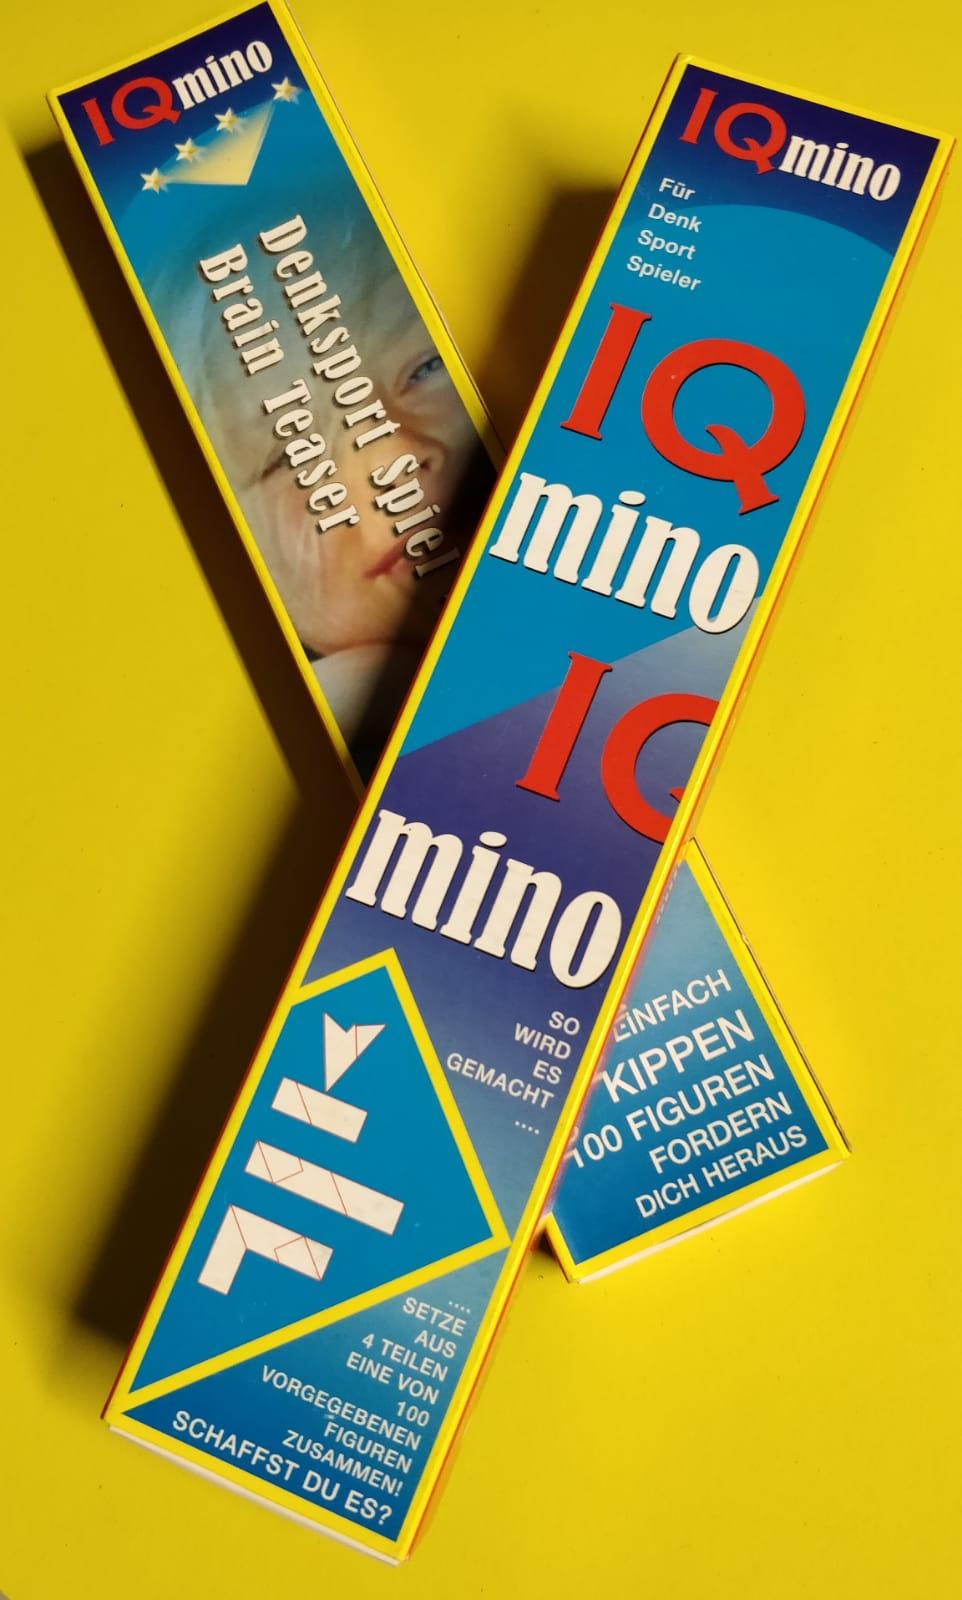 IQmino
Denksport Spiel
Brain Teaser
IQmino
Für
Denk
Sport
Spieler
IQ
mino
IQ
mino
SO
WIRD
ES
GEMACHT
....
....
SETZE
AUS
4 TEILEN
EINE VON
100
VORGEGEBENEN
FIGUREN
ZUSAMMEN!
SCHAFFST DU ES?
EINFACH
KIPPEN
100 FIGUREN
FORDERN
DICH HERAUS